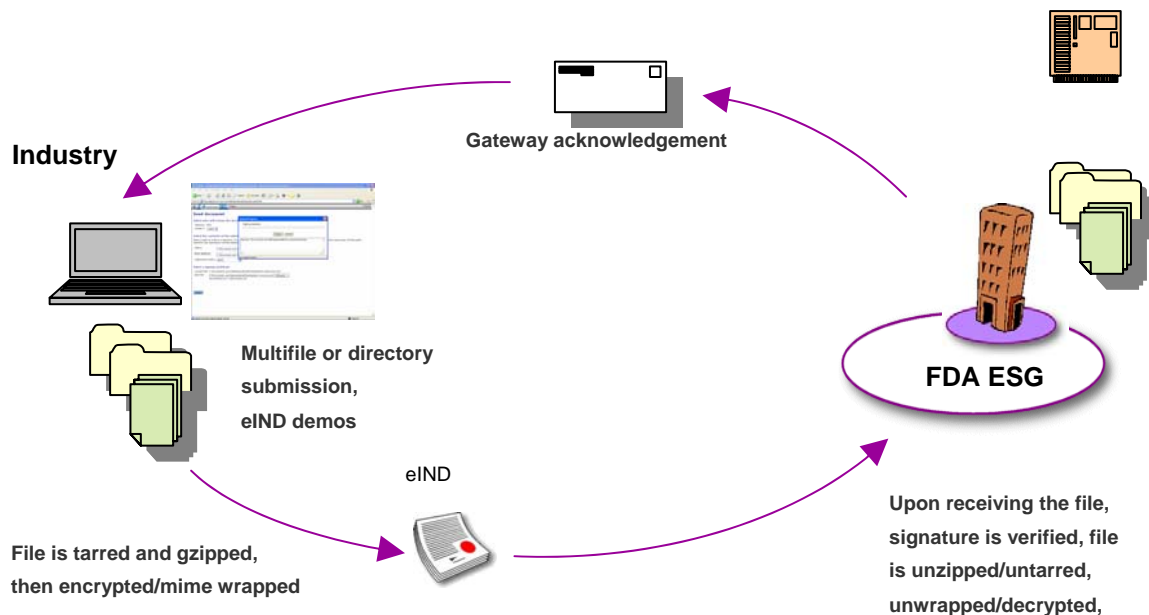 Gateway acknowledgement
Industry
Multifile or directory
submission,
eIND demos
FDA ESG
eIND
File is tarred and gzipped,
then encrypted/mime wrapped
Upon receiving the file,
signature is verified, file
is unzipped/untarred,
unwrapped/decrypted,